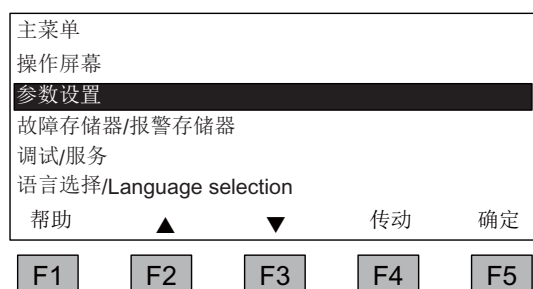 主菜单
操作屏幕
参数设置
故障存储器/报警存储器
调试/服务
语言选择/Language selection
帮助 ▲ ▼ 传动 确定
F1 F2 F3 F4 F5